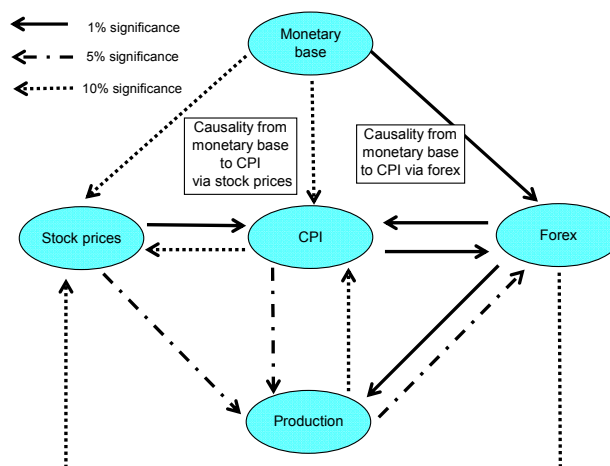 1% significance
5% significance
10% significance
Monetary
base
Causality from
monetary base
to CPI
via stock prices
Causality from
monetary base
to CPI via forex
Stock prices
CPI
Forex
Production